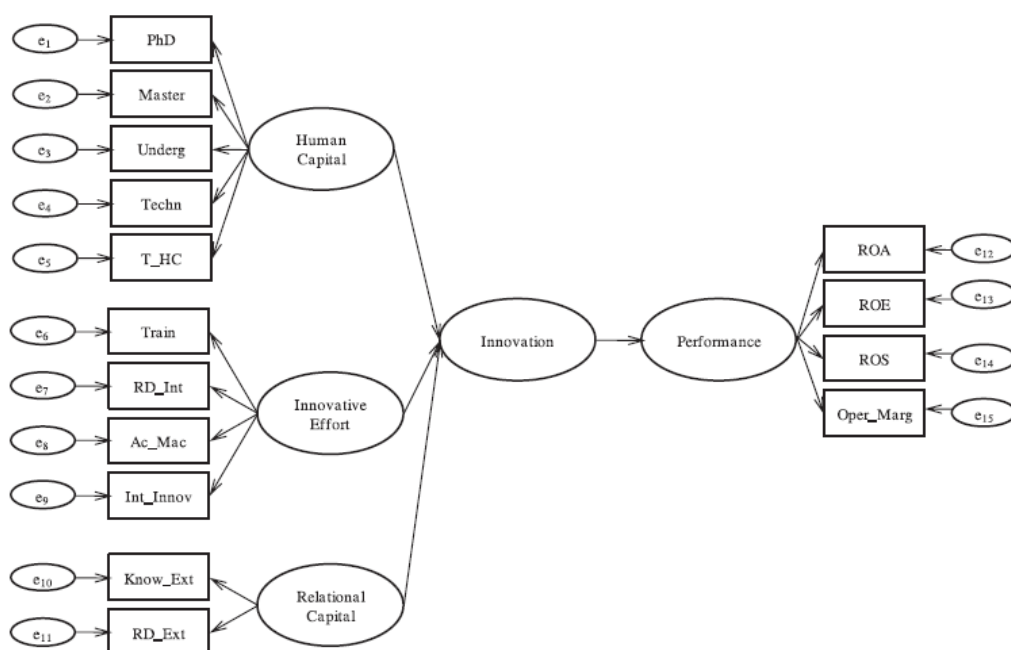 e1
PhD
e2
Master
e3
Underg
e4
Techn
e5
T_HC
Human
Capital
e6
Train
e7
RD_Int
e8
Ac_Mac
e9
Int_Innov
Innovative
Effort
e10
Know_Ext
e11
RD_Ext
Relational
Capital
Innovation
Performance
ROA
e12
ROE
e13
ROS
e14
Oper_Marg
e15